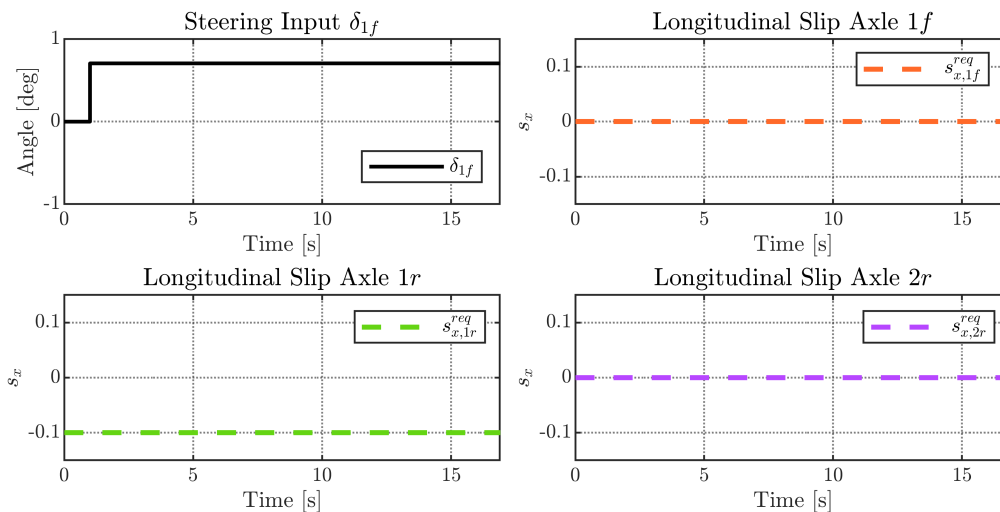 Steering Input δ1f
1
0
-1
Angle [deg]
δ1f
0 5 10 15
Time [s]
Longitudinal Slip Axle 1f
0.1
0
-0.1
sx
s^req_x,1f
0 5 10 15
Time [s]
Longitudinal Slip Axle 1r
0.1
0
-0.1
sx
s^req_x,1r
0 5 10 15
Time [s]
Longitudinal Slip Axle 2r
0.1
0
-0.1
sx
s^req_x,2r
0 5 10 15
Time [s]